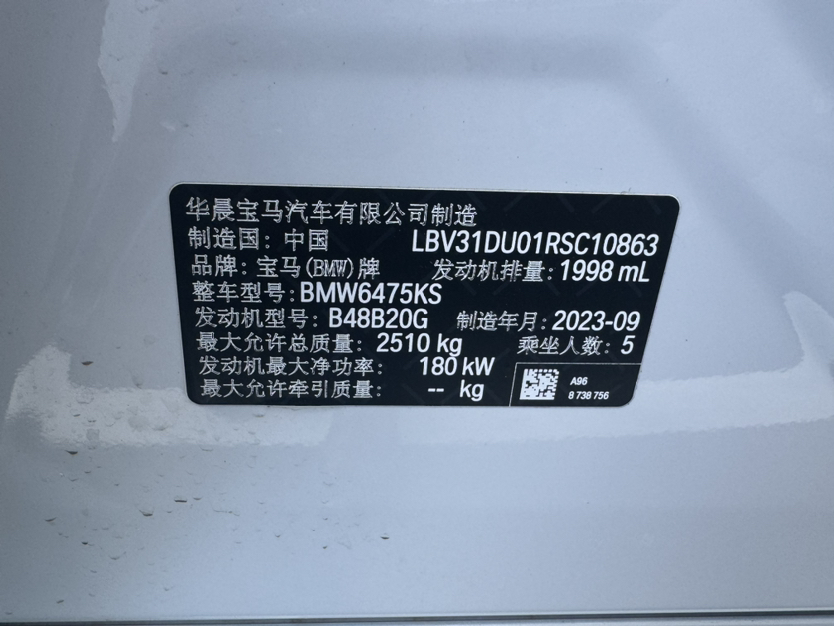 华晨宝马汽车有限公司制造
制造国：中国 LBV31DU01RSC10863
品牌：宝马(BMW)牌 发动机排量：1998 mL
整车型号：BMW6475KS
发动机型号：B48B20G 制造年月：2023-09
最大允许总质量：2510 kg 乘坐人数：5
发动机最大净功率：180 kW
最大允许牵引质量：-- kg
A96
8 738 756